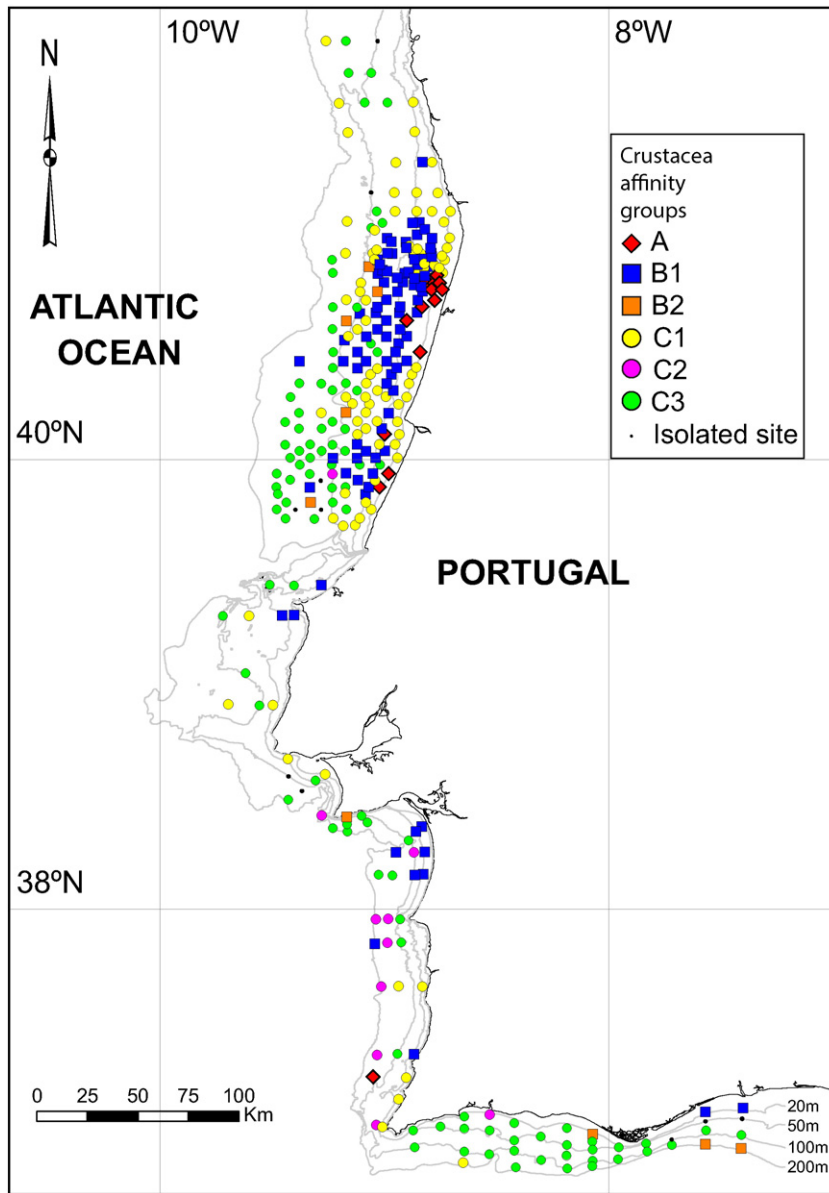 10ºW
8ºW
N
Crustacea
affinity
groups
A
B1
B2
C1
C2
C3
Isolated site
ATLANTIC
OCEAN
40ºN
PORTUGAL
38ºN
0 25 50 75 100
Km
20m
50m
100m
200m